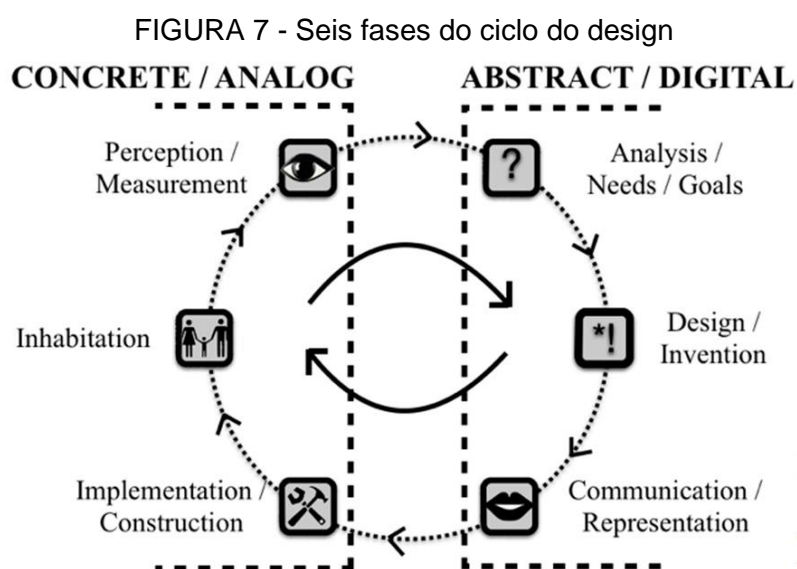 FIGURA 7 - Seis fases do ciclo do design
CONCRETE / ANALOG
ABSTRACT / DIGITAL
Perception /
Measurement
?
Analysis /
Needs / Goals
Inhabitation
*!
Design /
Invention
Implementation /
Construction
Communication /
Representation